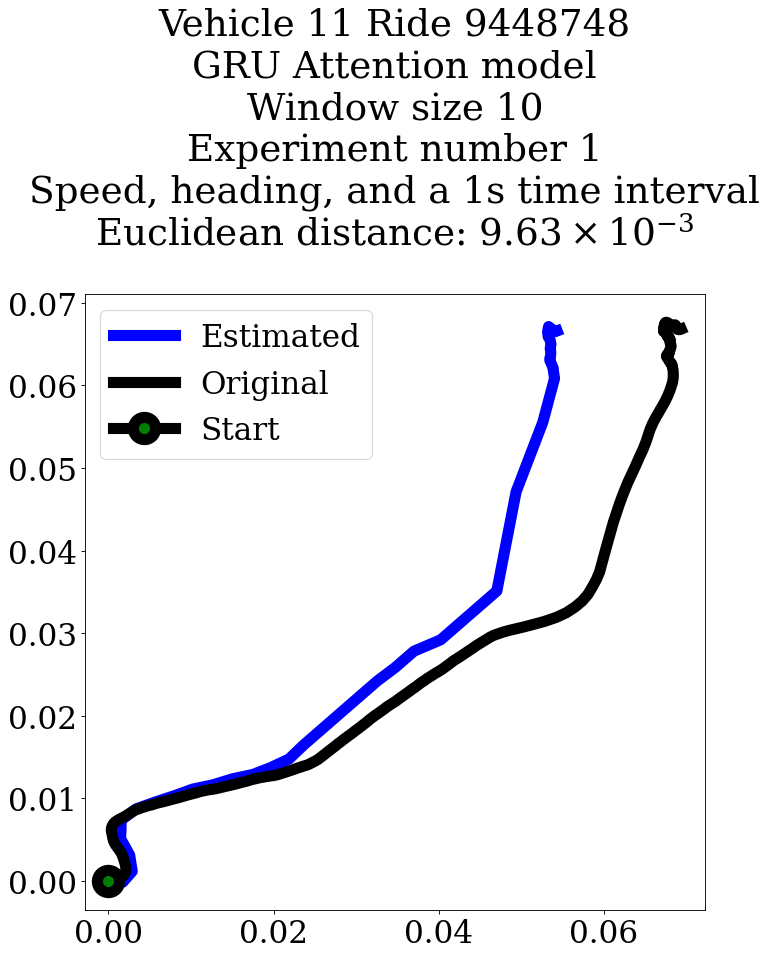 Vehicle 11 Ride 9448748
GRU Attention model
Window size 10
Experiment number 1
Speed, heading, and a 1s time interval
Euclidean distance: 9.63 × 10⁻³
0.07
0.06
0.05
0.04
0.03
0.02
0.01
0.00
Estimated
Original
Start
0.00 0.02 0.04 0.06